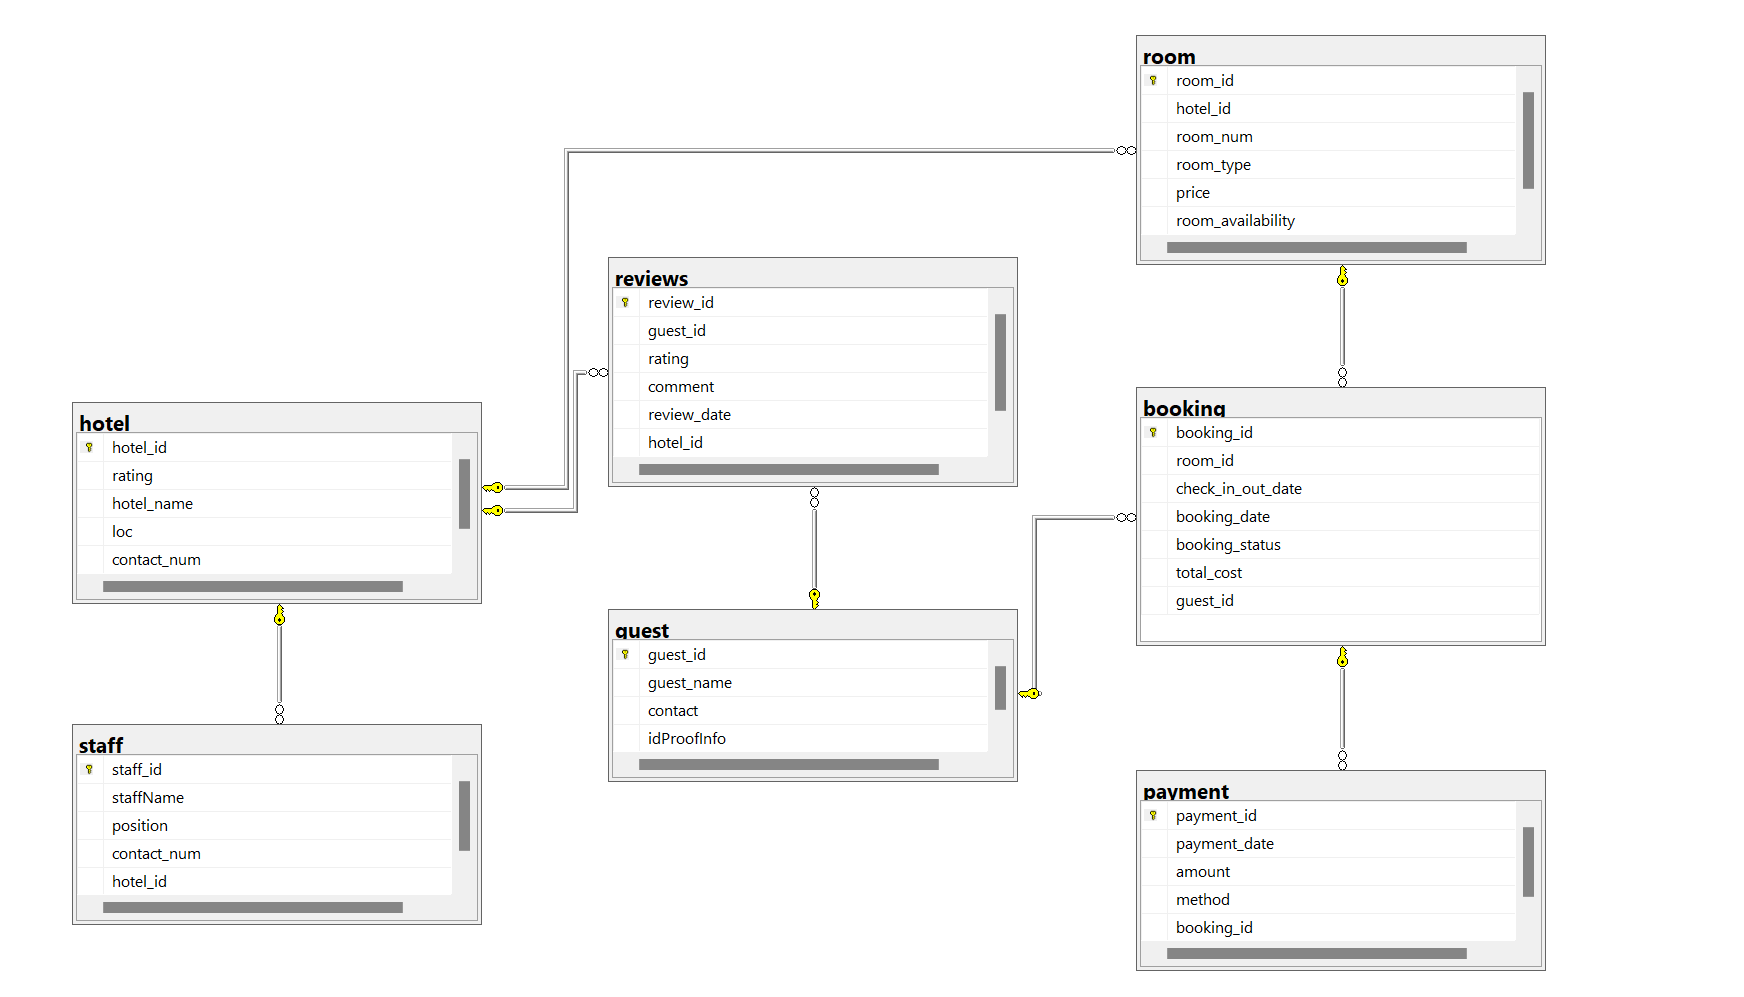 room
room_id
hotel_id
room_num
room_type
price
room_availability
reviews
review_id
guest_id
rating
comment
review_date
hotel_id
hotel
hotel_id
rating
hotel_name
loc
contact_num
booking
booking_id
room_id
check_in_out_date
booking_date
booking_status
total_cost
guest_id
guest
guest_id
guest_name
contact
idProofInfo
staff
staff_id
staffName
position
contact_num
hotel_id
payment
payment_id
payment_date
amount
method
booking_id